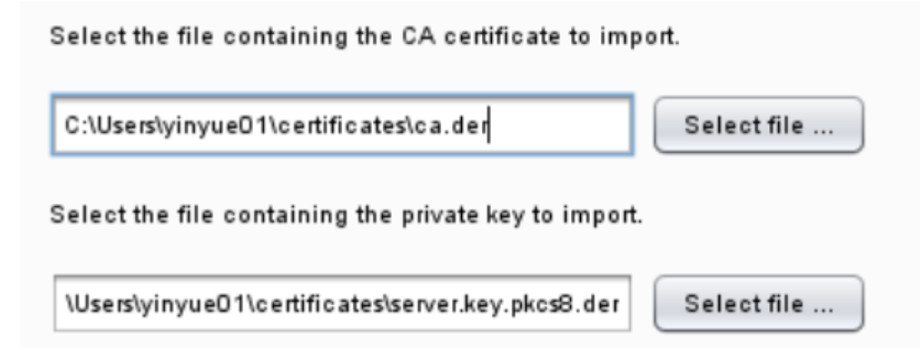 Select the file containing the CA certificate to import.
C:\Users\yinyue01\certificates\ca.der
Select file ...
Select the file containing the private key to import.
\Users\yinyue01\certificates\server.key.pkcs8.der
Select file ...